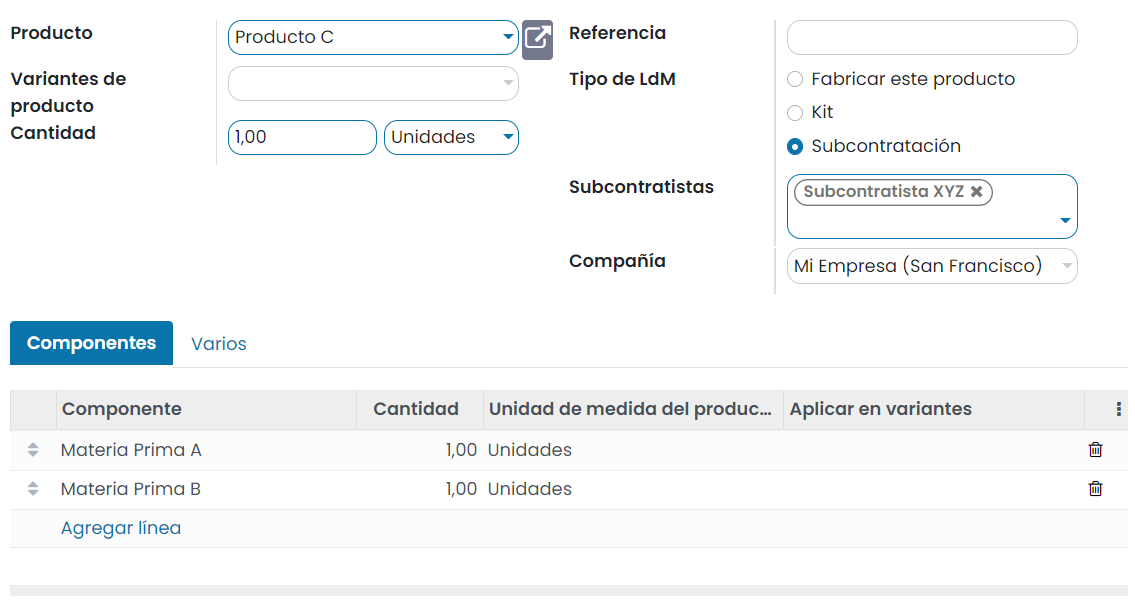 Producto
Producto C
Variantes de
producto
Cantidad
1,00
Unidades
Referencia
Tipo de LdM
Fabricar este producto
Kit
Subcontratación
Subcontratistas
Subcontratista XYZ
Compañía
Mi Empresa (San Francisco)
Componentes Varios
Componente Cantidad Unidad de medida del produc... Aplicar en variantes
Materia Prima A 1,00 Unidades
Materia Prima B 1,00 Unidades
Agregar línea